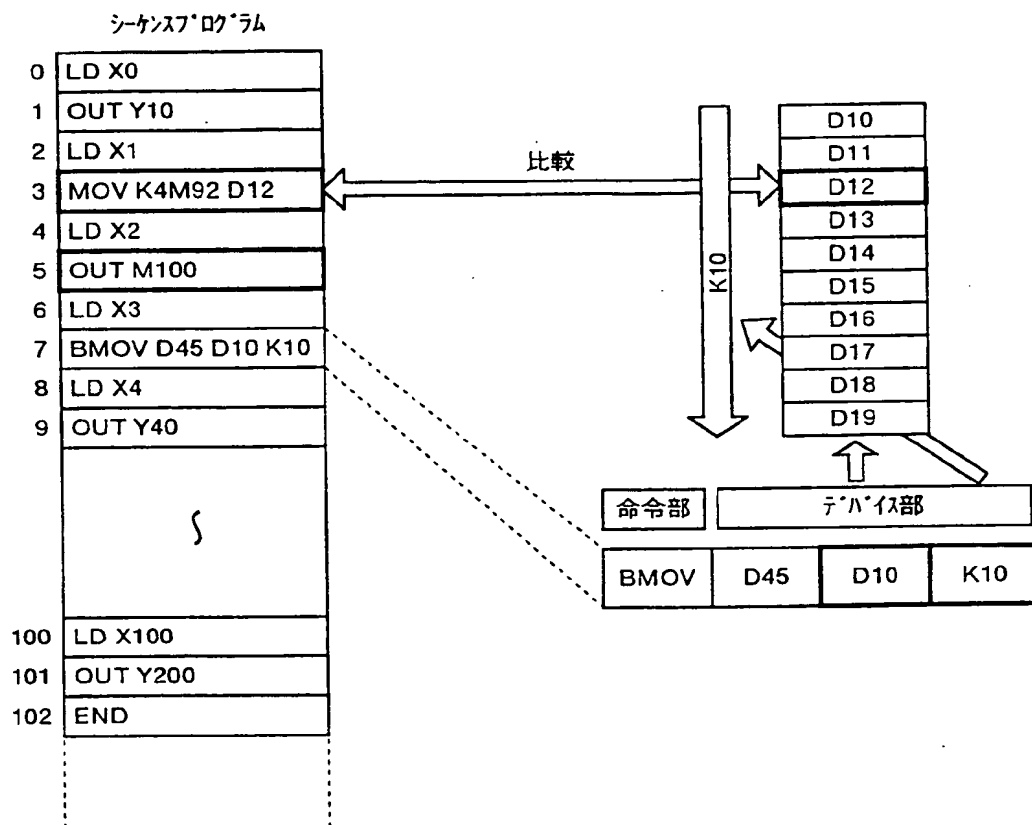 シーケンスプログラム
0 LD X0
1 OUT Y10
2 LD X1
3 MOV K4M92 D12
4 LD X2
5 OUT M100
6 LD X3
7 BMOV D45 D10 K10
8 LD X4
9 OUT Y40
100 LD X100
101 OUT Y200
102 END
比較
K10
D10
D11
D12
D13
D14
D15
D16
D17
D18
D19
命令部 デバイス部
BMOV D45 D10 K10